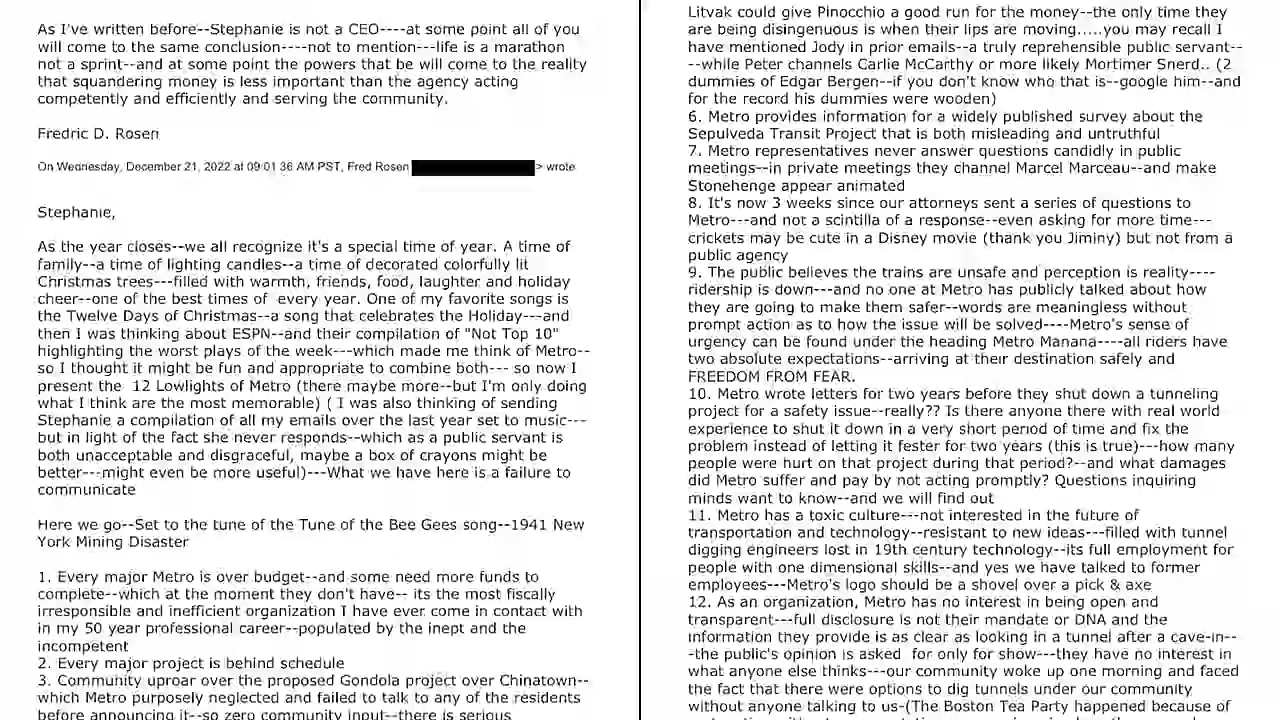 As I've written before--Stephanie is not a CEO----at some point all of you
will come to the same conclusion----not to mention---life is a marathon
not a sprint--and at some point the powers that be will come to the reality
that squandering money is less important than the agency acting
competently and efficiently and serving the community.
Fredric D. Rosen
On Wednesday, December 21, 2022 at 09:01:36 AM PST, Fred Rosen > wrote
Stephanie,
As the year closes--we all recognize it's a special time of year. A time of
family--a time of lighting candles--a time of decorated colorfully lit
Christmas trees---filled with warmth, friends, food, laughter and holiday
cheer--one of the best times of every year. One of my favorite songs is
the Twelve Days of Christmas--a song that celebrates the Holiday---and
then I was thinking about ESPN--and their compilation of "Not Top 10"
highlighting the worst plays of the week---which made me think of Metro--
so I thought it might be fun and appropriate to combine both--- so now I
present the 12 Lowlights of Metro (there maybe more--but I'm only doing
what I think are the most memorable) ( I was also thinking of sending
Stephanie a compilation of all my emails over the last year set to music---
but in light of the fact she never responds--which as a public servant is
both unacceptable and disgraceful, maybe a box of crayons might be
better---might even be more useful)---What we have here is a failure to
communicate
Here we go--Set to the tune of the Tune of the Bee Gees song--1941 New
York Mining Disaster
1. Every major Metro is over budget--and some need more funds to
complete--which at the moment they don't have-- its the most fiscally
irresponsible and inefficient organization I have ever come in contact with
in my 50 year professional career--populated by the inept and the
incompetent
2. Every major project is behind schedule
3. Community uproar over the proposed Gondola project over Chinatown--
which Metro purposely neglected and failed to talk to any of the residents
before announcing it--so zero community input--there is serious
Litvak could give Pinocchio a good run for the money--the only time they
are being disingenuous is when their lips are moving.....you may recall I
have mentioned Jody in prior emails--a truly reprehensible public servant--
--while Peter channels Carlie McCarthy or more likely Mortimer Snerd.. (2
dummies of Edgar Bergen--if you don't know who that is--google him--and
for the record his dummies were wooden)
6. Metro provides information for a widely published survey about the
Sepulveda Transit Project that is both misleading and untruthful
7. Metro representatives never answer questions candidly in public
meetings--in private meetings they channel Marcel Marceau--and make
Stonehenge appear animated
8. It's now 3 weeks since our attorneys sent a series of questions to
Metro---and not a scintilla of a response--even asking for more time---
crickets may be cute in a Disney movie (thank you Jiminy) but not from a
public agency
9. The public believes the trains are unsafe and perception is reality----
ridership is down---and no one at Metro has publicly talked about how
they are going to make them safer--words are meaningless without
prompt action as to how the issue will be solved----Metro's sense of
urgency can be found under the heading Metro Manana----all riders have
two absolute expectations--arriving at their destination safely and
FREEDOM FROM FEAR.
10. Metro wrote letters for two years before they shut down a tunneling
project for a safety issue--really?? Is there anyone there with real world
experience to shut it down in a very short period of time and fix the
problem instead of letting it fester for two years (this is true)---how many
people were hurt on that project during that period?--and what damages
did Metro suffer and pay by not acting promptly? Questions inquiring
minds want to know--and we will find out
11. Metro has a toxic culture---not interested in the future of
transportation and technology--resistant to new ideas---filled with tunnel
digging engineers lost in 19th century technology--its full employment for
people with one dimensional skills--and yes we have talked to former
employees---Metro's logo should be a shovel over a pick & axe
12. As an organization, Metro has no interest in being open and
transparent---full disclosure is not their mandate or DNA and the
information they provide is as clear as looking in a tunnel after a cave-in--
-the public's opinion is asked for only for show---they have no interest in
what anyone else thinks---our community woke up one morning and faced
the fact that there were options to dig tunnels under our community
without anyone talking to us-(The Boston Tea Party happened because of